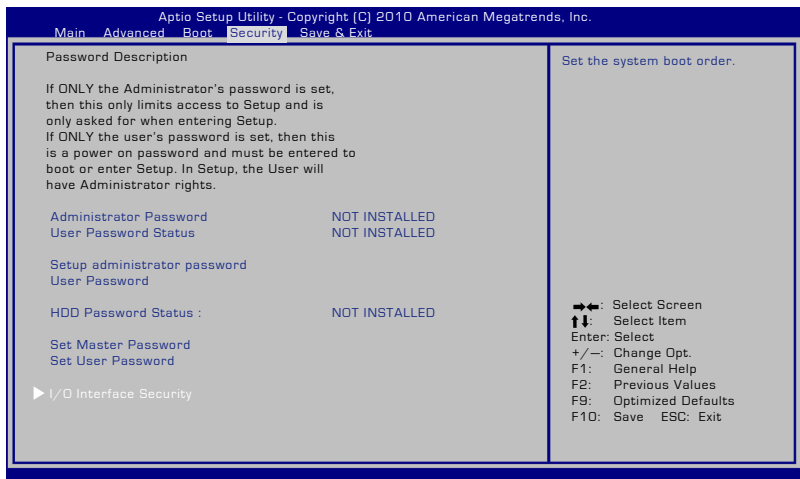 Aptio Setup Utility - Copyright (C) 2010 American Megatrends, Inc.
Main Advanced Boot Security Save & Exit
Password Description
If ONLY the Administrator's password is set,
then this only limits access to Setup and is
only asked for when entering Setup.
If ONLY the user's password is set, then this
is a power on password and must be entered to
boot or enter Setup. In Setup, the User will
have Administrator rights.
Administrator Password NOT INSTALLED
User Password Status NOT INSTALLED
Setup administrator password
User Password
HDD Password Status : NOT INSTALLED
Set Master Password
Set User Password
I/O Interface Security
Set the system boot order.
→←: Select Screen
↑↓: Select Item
Enter: Select
+/—: Change Opt.
F1: General Help
F2: Previous Values
F9: Optimized Defaults
F10: Save ESC: Exit